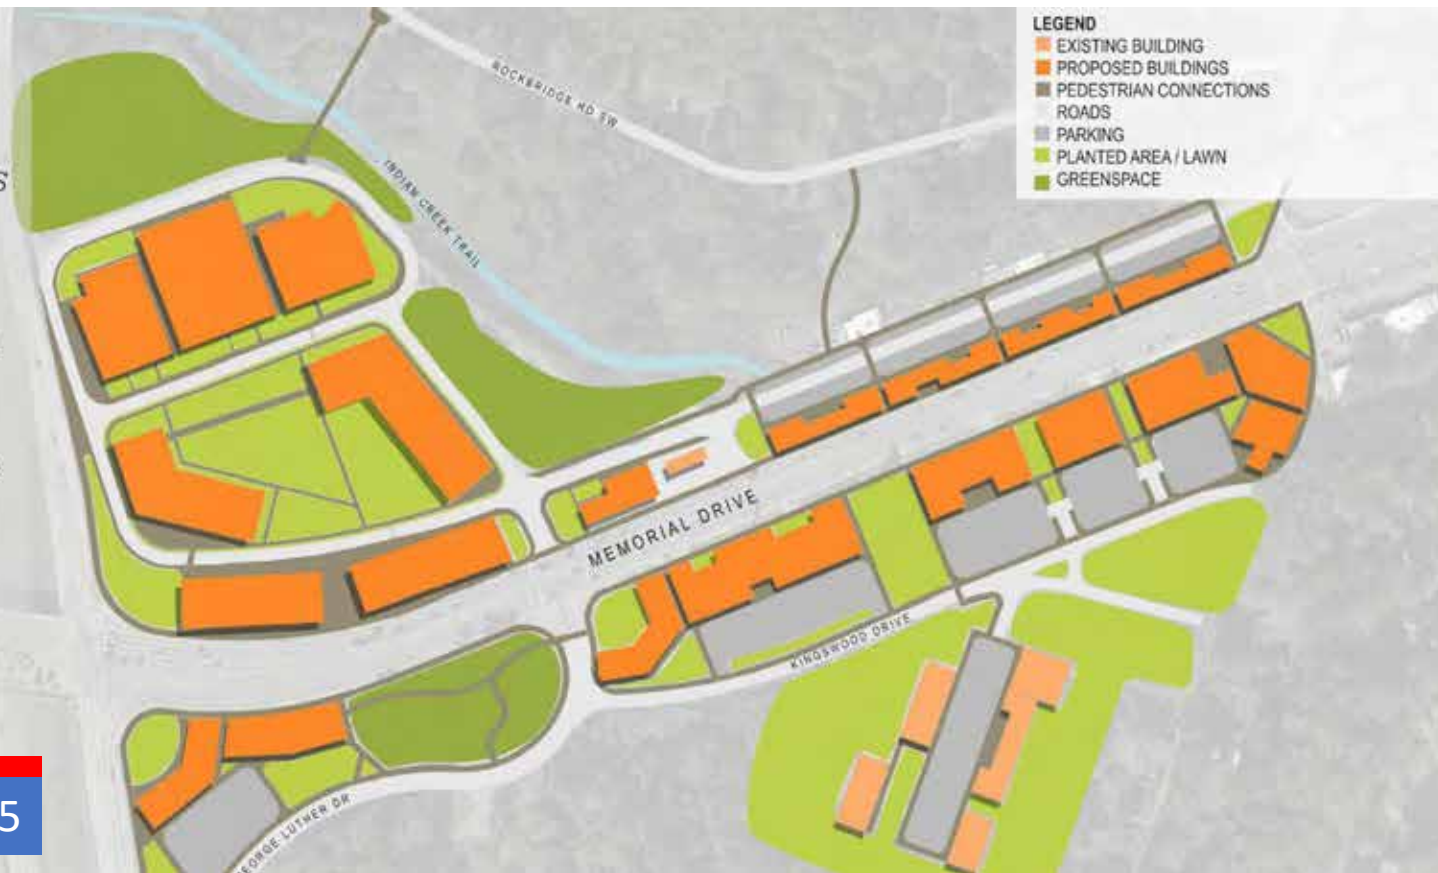 LEGEND
EXISTING BUILDING
PROPOSED BUILDINGS
PEDESTRIAN CONNECTIONS
ROADS
PARKING
PLANTED AREA / LAWN
GREENSPACE
ROCKBRIDGE RD SW
INDIAN CREEK TRAIL
MEMORIAL DRIVE
KINGSWOOD DRIVE
EORGE LUTHER DR
5